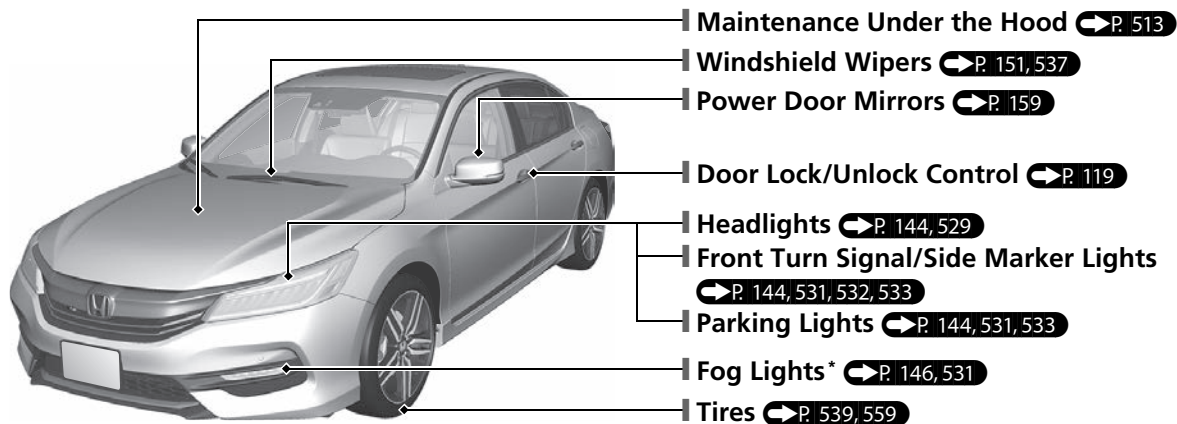 Maintenance Under the Hood P. 513
Windshield Wipers P. 151, 537
Power Door Mirrors P. 159
Door Lock/Unlock Control P. 119
Headlights P. 144, 529
Front Turn Signal/Side Marker Lights
P. 144, 531, 532, 533
Parking Lights P. 144, 531, 533
Fog Lights* P. 146, 531
Tires P. 539, 559